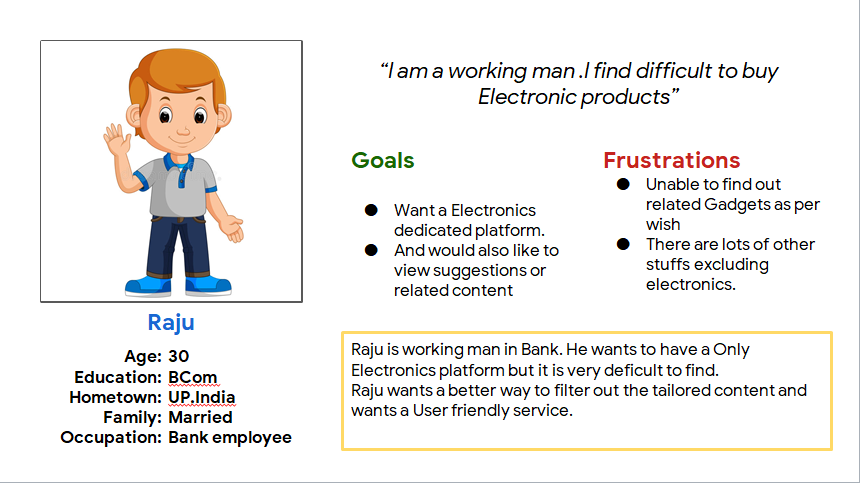 “I am a working man .I find difficult to buy
Electronic products”
Goals
● Want a Electronics
dedicated platform.
● And would also like to
view suggestions or
related content
Frustrations
● Unable to find out
related Gadgets as per
wish
● There are lots of other
stuffs excluding
electronics.
Raju
Age: 30
Education: BCom
Hometown: UP.India
Family: Married
Occupation: Bank employee
Raju is working man in Bank. He wants to have a Only
Electronics platform but it is very deficult to find.
Raju wants a better way to filter out the tailored content and
wants a User friendly service.